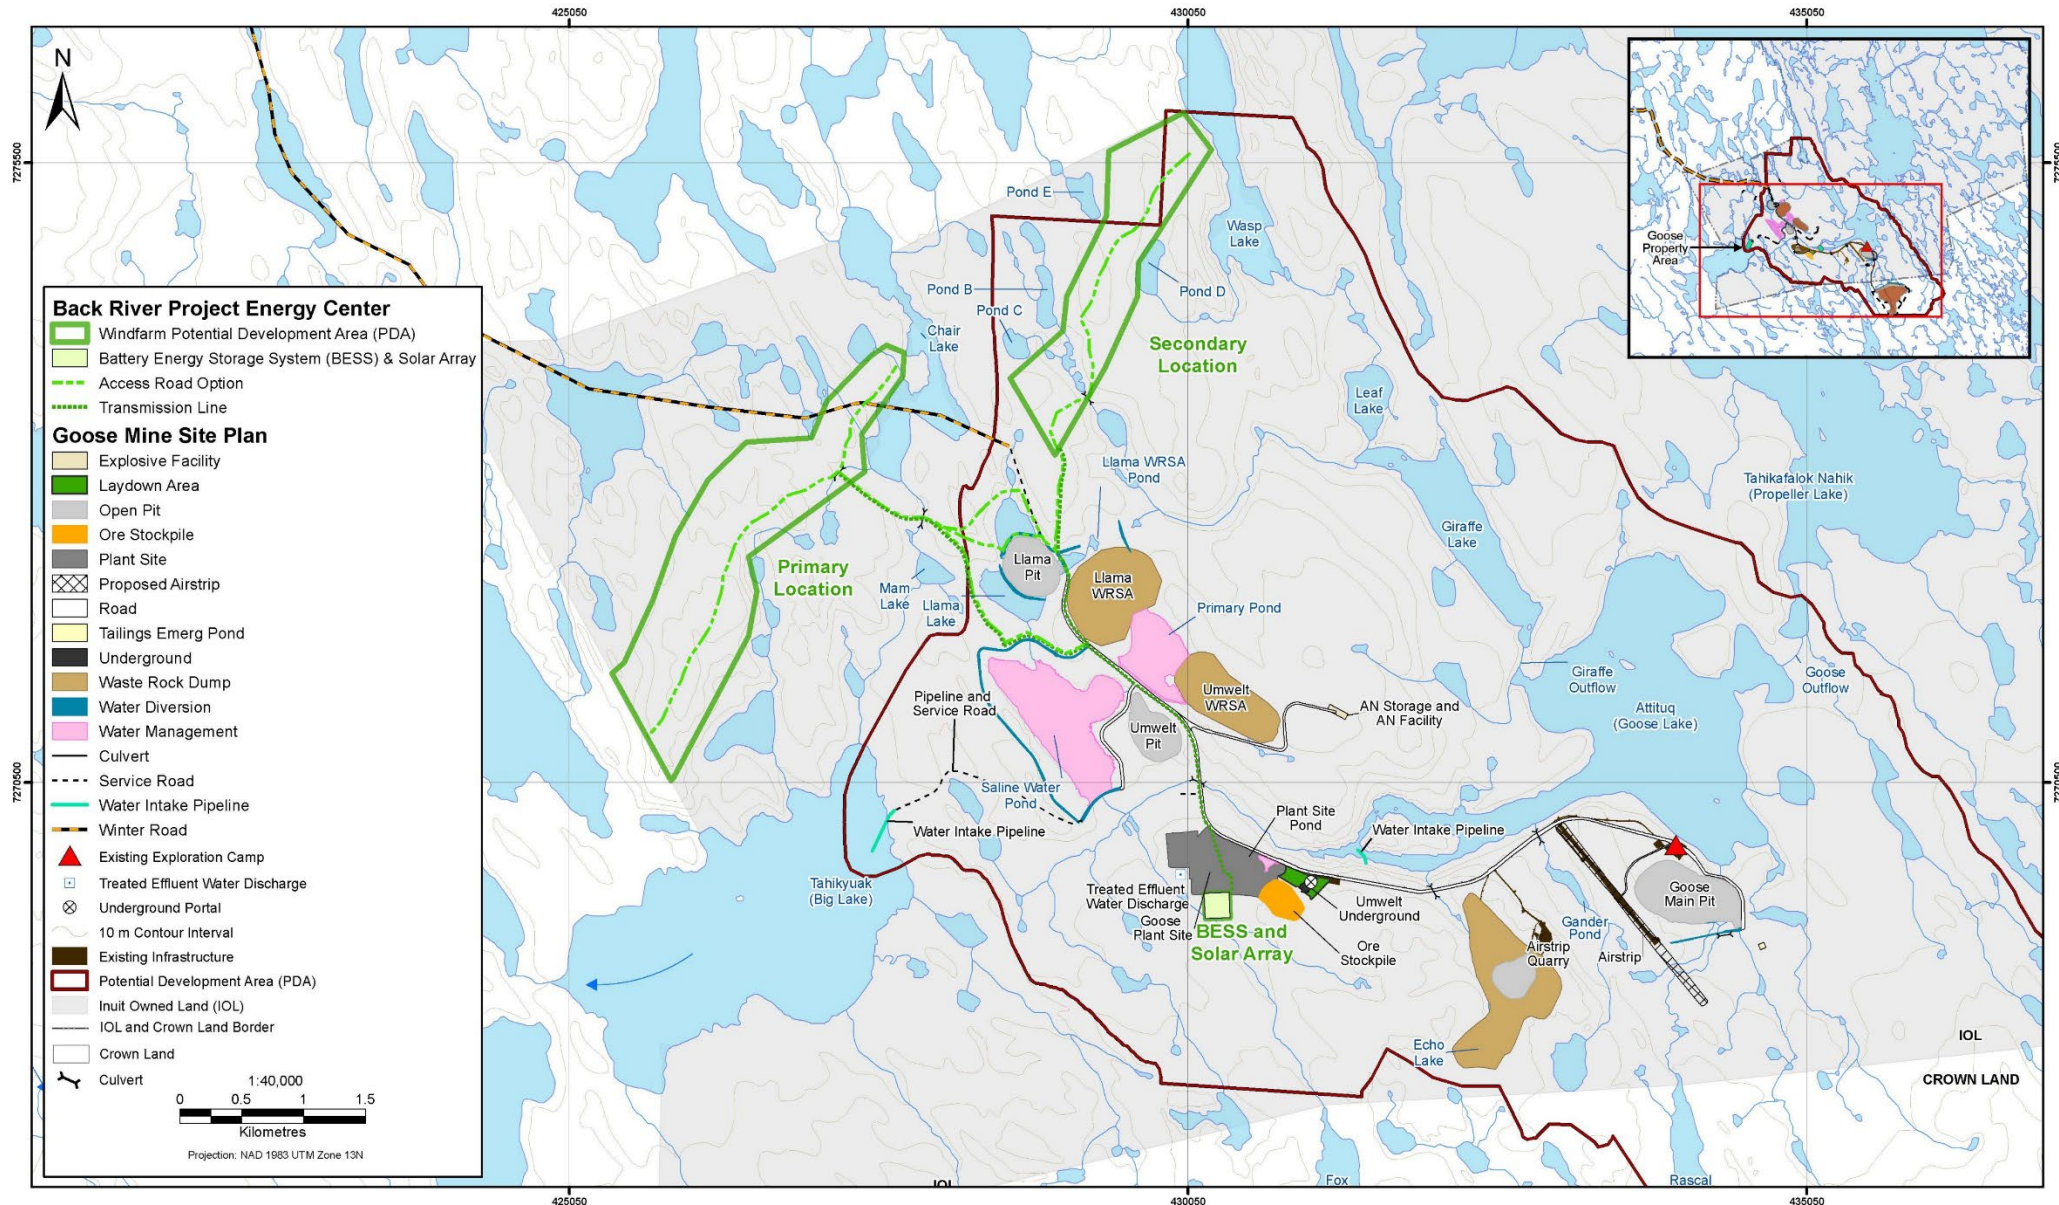 425050
430050
435050
N
7275500
7275500
7270500
7270500
Goose
Property
Area
Pond E
Wasp
Lake
Pond B
Pond D
Pond C
Chair
Lake
Secondary
Location
Leaf
Lake
Llama WRSA
Pond
Tahikafalok Nahik
(Propeller Lake)
Giraffe
Lake
Primary
Location
Llama
Pit
Llama
WRSA
Mam
Lake
Llama
Lake
Primary Pond
Giraffe
Outflow
Goose
Outflow
Pipeline and
Service Road
Umwelt
WRSA
AN Storage and
AN Facility
Attituq
(Goose Lake)
Umwelt
Pit
Saline Water
Pond
Plant Site
Pond
Water Intake Pipeline
Water Intake Pipeline
Tahikyuak
(Big Lake)
Treated Effluent
Water Discharge
Goose
Plant Site
Umwelt
Underground
Goose
Main Pit
BESS and
Solar Array
Ore
Stockpile
Gander
Pond
Airstrip
Quarry
Airstrip
Echo
Lake
IOL
CROWN LAND
IOL
Fox
Rascal
Back River Project Energy Center
Windfarm Potential Development Area (PDA)
Battery Energy Storage System (BESS) & Solar Array
Access Road Option
Transmission Line
Goose Mine Site Plan
Explosive Facility
Laydown Area
Open Pit
Ore Stockpile
Plant Site
Proposed Airstrip
Road
Tailings Emerg Pond
Underground
Waste Rock Dump
Water Diversion
Water Management
Culvert
Service Road
Water Intake Pipeline
Winter Road
Existing Exploration Camp
Treated Effluent Water Discharge
Underground Portal
10 m Contour Interval
Existing Infrastructure
Potential Development Area (PDA)
Inuit Owned Land (IOL)
IOL and Crown Land Border
Crown Land
Culvert
1:40,000
0 0.5 1 1.5
Kilometres
Projection: NAD 1983 UTM Zone 13N
425050
430050
435050